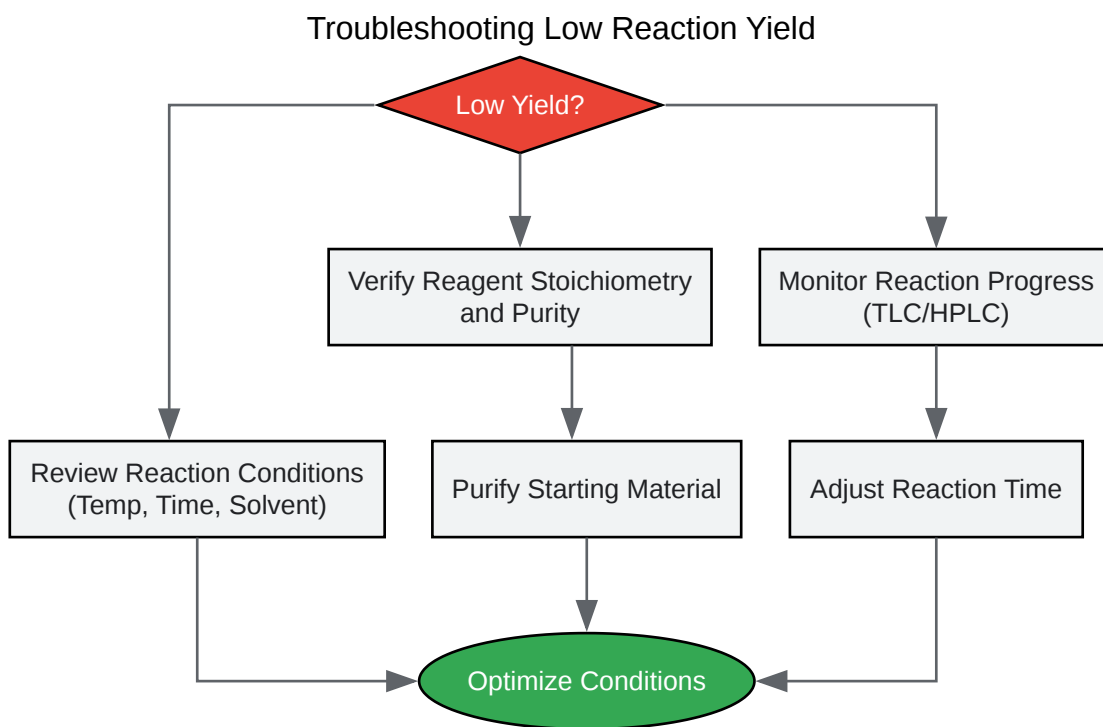 Troubleshooting Low Reaction Yield
Low Yield?
Verify Reagent Stoichiometry
and Purity
Monitor Reaction Progress
(TLC/HPLC)
Review Reaction Conditions
(Temp, Time, Solvent)
Purify Starting Material
Adjust Reaction Time
Optimize Conditions